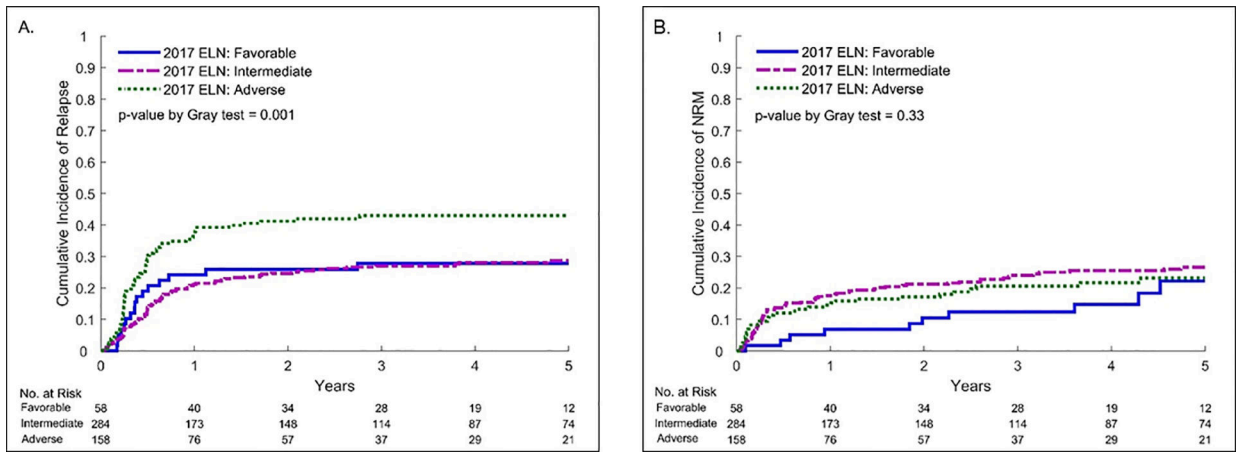 A.
2017 ELN: Favorable
2017 ELN: Intermediate
2017 ELN: Adverse
p-value by Gray test = 0.001
Cumulative Incidence of Relapse
1
0.9
0.8
0.7
0.6
0.5
0.4
0.3
0.2
0.1
0
0 1 2 3 4 5
Years
No. at Risk
Favorable 58 40 34 28 19 12
Intermediate 284 173 148 114 87 74
Adverse 158 76 57 37 29 21
B.
2017 ELN: Favorable
2017 ELN: Intermediate
2017 ELN: Adverse
p-value by Gray test = 0.33
Cumulative Incidence of NRM
1
0.9
0.8
0.7
0.6
0.5
0.4
0.3
0.2
0.1
0
0 1 2 3 4 5
Years
No. at Risk
Favorable 58 40 34 28 19 12
Intermediate 284 173 148 114 87 74
Adverse 158 76 57 37 29 21